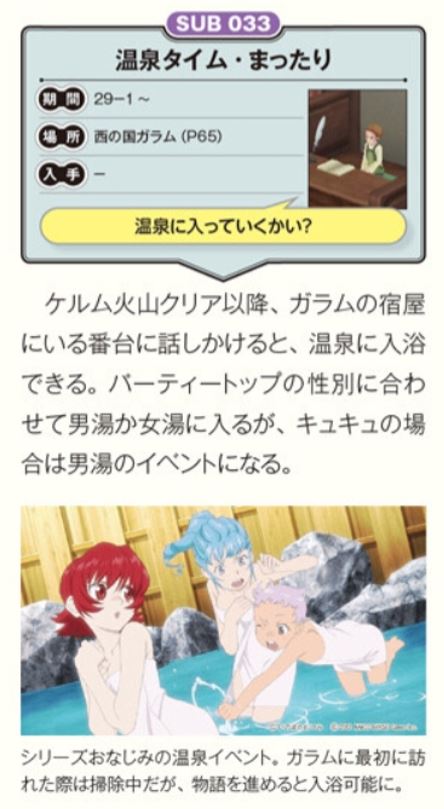 SUB 033
温泉タイム・まったり
期間 29−1～
場所 西の国ガラム (P65)
入手 −
温泉に入っていくかい?
ケルム火山クリア以降、ガラムの宿屋
にいる番台に話しかけると、温泉に入浴
できる。パーティートップの性別に合わ
せて男湯か女湯に入るが、キュキュの場
合は男湯のイベントになる。
シリーズおなじみの温泉イベント。ガラムに最初に訪
れた際は掃除中だが、物語を進めると入浴可能に。